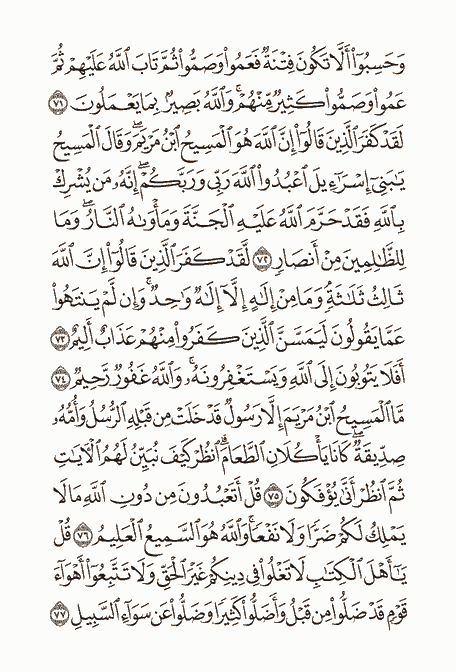 وَحَسِبُوٓا۟ أَلَّا تَكُونَ فِتْنَةٌ فَعَمُوا۟ وَصَمُّوا۟ ثُمَّ تَابَ ٱللَّهُ عَلَيْهِمْ ثُمَّ
عَمُوا۟ وَصَمُّوا۟ كَثِيرٌ مِّنْهُمْ ۚ وَٱللَّهُ بَصِيرٌۢ بِمَا يَعْمَلُونَ ٧١
لَقَدْ كَفَرَ ٱلَّذِينَ قَالُوٓا۟ إِنَّ ٱللَّهَ هُوَ ٱلْمَسِيحُ ٱبْنُ مَرْيَمَ ۖ وَقَالَ ٱلْمَسِيحُ
يَٰبَنِىٓ إِسْرَٰٓءِيلَ ٱعْبُدُوا۟ ٱللَّهَ رَبِّى وَرَبَّكُمْ ۖ إِنَّهُۥ مَن يُشْرِكْ
بِٱللَّهِ فَقَدْ حَرَّمَ ٱللَّهُ عَلَيْهِ ٱلْجَنَّةَ وَمَأْوَىٰهُ ٱلنَّارُ ۖ وَمَا
لِلظَّٰلِمِينَ مِنْ أَنصَارٍ ٧٢ لَّقَدْ كَفَرَ ٱلَّذِينَ قَالُوٓا۟ إِنَّ ٱللَّهَ
ثَالِثُ ثَلَٰثَةٍ ۘ وَمَا مِنْ إِلَٰهٍ إِلَّآ إِلَٰهٌ وَٰحِدٌ ۚ وَإِن لَّمْ يَنتَهُوا۟
عَمَّا يَقُولُونَ لَيَمَسَّنَّ ٱلَّذِينَ كَفَرُوا۟ مِنْهُمْ عَذَابٌ أَلِيمٌ ٧٣
أَفَلَا يَتُوبُونَ إِلَى ٱللَّهِ وَيَسْتَغْفِرُونَهُۥ ۚ وَٱللَّهُ غَفُورٌ رَّحِيمٌ ٧٤
مَّا ٱلْمَسِيحُ ٱبْنُ مَرْيَمَ إِلَّا رَسُولٌ قَدْ خَلَتْ مِن قَبْلِهِ ٱلرُّسُلُ وَأُمُّهُۥ
صِدِّيقَةٌ ۖ كَانَا يَأْكُلَانِ ٱلطَّعَامَ ۗ ٱنظُرْ كَيْفَ نُبَيِّنُ لَهُمُ ٱلْءَايَٰتِ
ثُمَّ ٱنظُرْ أَنَّىٰ يُؤْفَكُونَ ٧٥ قُلْ أَتَعْبُدُونَ مِن دُونِ ٱللَّهِ مَا لَا
يَمْلِكُ لَكُمْ ضَرًّا وَلَا نَفْعًا ۚ وَٱللَّهُ هُوَ ٱلسَّمِيعُ ٱلْعَلِيمُ ٧٦ قُلْ
يَٰٓأَهْلَ ٱلْكِتَٰبِ لَا تَغْلُوا۟ فِى دِينِكُمْ غَيْرَ ٱلْحَقِّ وَلَا تَتَّبِعُوٓا۟ أَهْوَآءَ
قَوْمٍ قَدْ ضَلُّوا۟ مِن قَبْلُ وَأَضَلُّوا۟ كَثِيرًا وَضَلُّوا۟ عَن سَوَآءِ ٱلسَّبِيلِ ٧٧